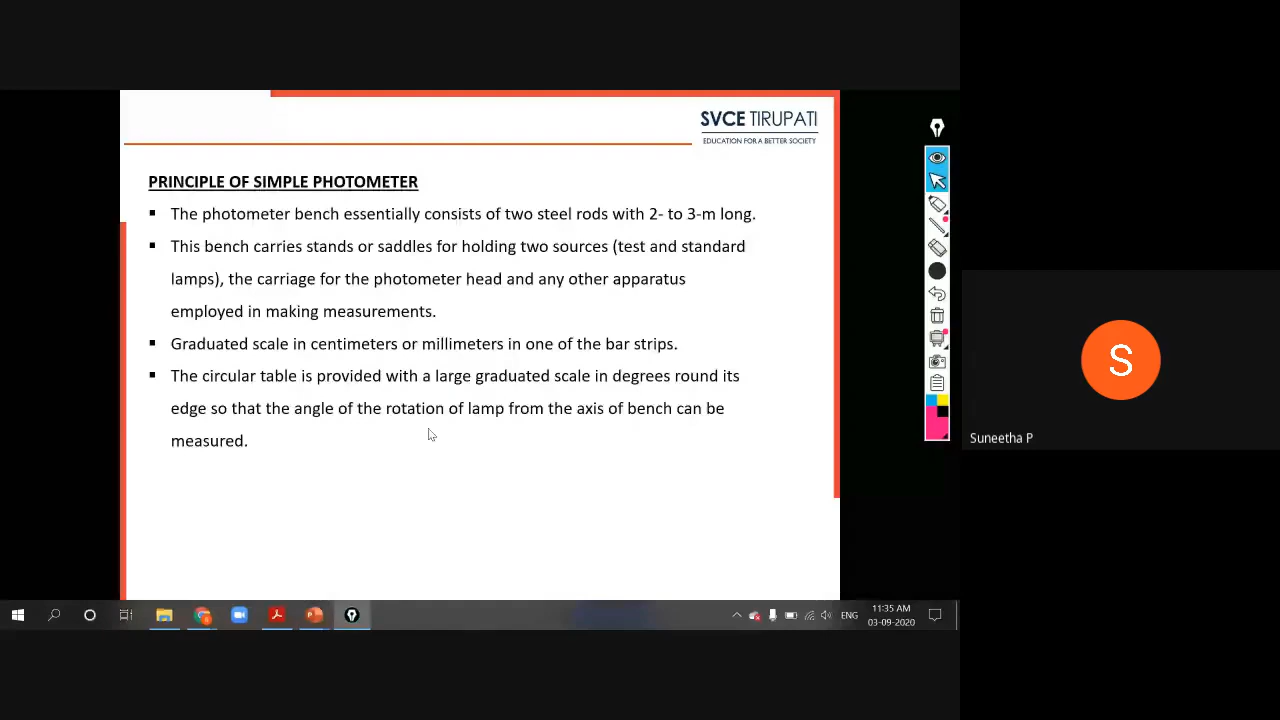 SVCE TIRUPATI
EDUCATION FOR A BETTER SOCIETY
PRINCIPLE OF SIMPLE PHOTOMETER
▪ The photometer bench essentially consists of two steel rods with 2- to 3-m long.
▪ This bench carries stands or saddles for holding two sources (test and standard
lamps), the carriage for the photometer head and any other apparatus
employed in making measurements.
▪ Graduated scale in centimeters or millimeters in one of the bar strips.
▪ The circular table is provided with a large graduated scale in degrees round its
edge so that the angle of the rotation of lamp from the axis of bench can be
measured.
S
Suneetha P
ENG
11:35 AM
03-09-2020